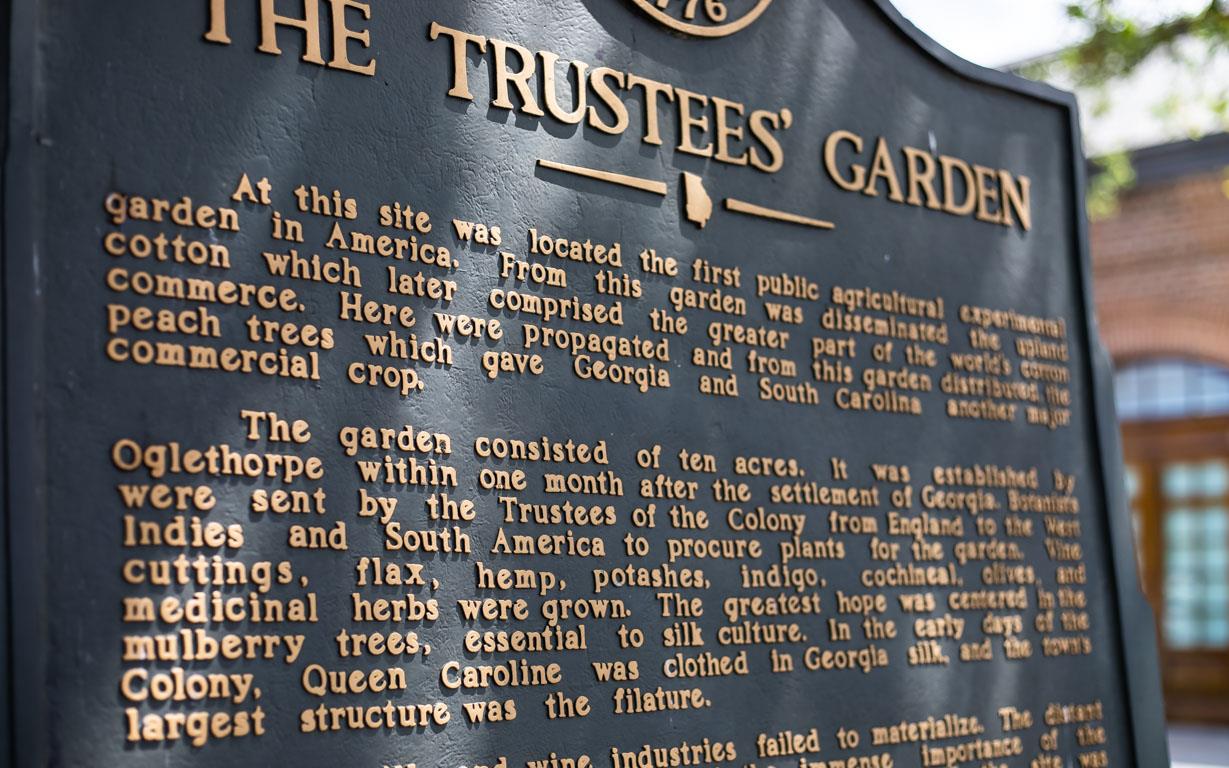 1776
THE TRUSTEES' GARDEN
At this site was located the first public agricultural experimental
garden in America. From this garden was disseminated the upland
cotton which later comprised the greater part of the world's cotton
commerce. Here were propagated and from this garden distributed the
peach trees which gave Georgia and South Carolina another major
commercial crop.
The garden consisted of ten acres. It was established by
Oglethorpe within one month after the settlement of Georgia. Botanists
were sent by the Trustees of the Colony from England to the West
Indies and South America to procure plants for the garden. Vine
cuttings, flax, hemp, potashes, indigo, cochineal, olives, and
medicinal herbs were grown. The greatest hope was centered in the
mulberry trees, essential to silk culture. In the early days of the
Colony, Queen Caroline was clothed in Georgia silk, and the town's
largest structure was the filature.
and wine industries failed to materialize. The distant
immense importance of the
site was